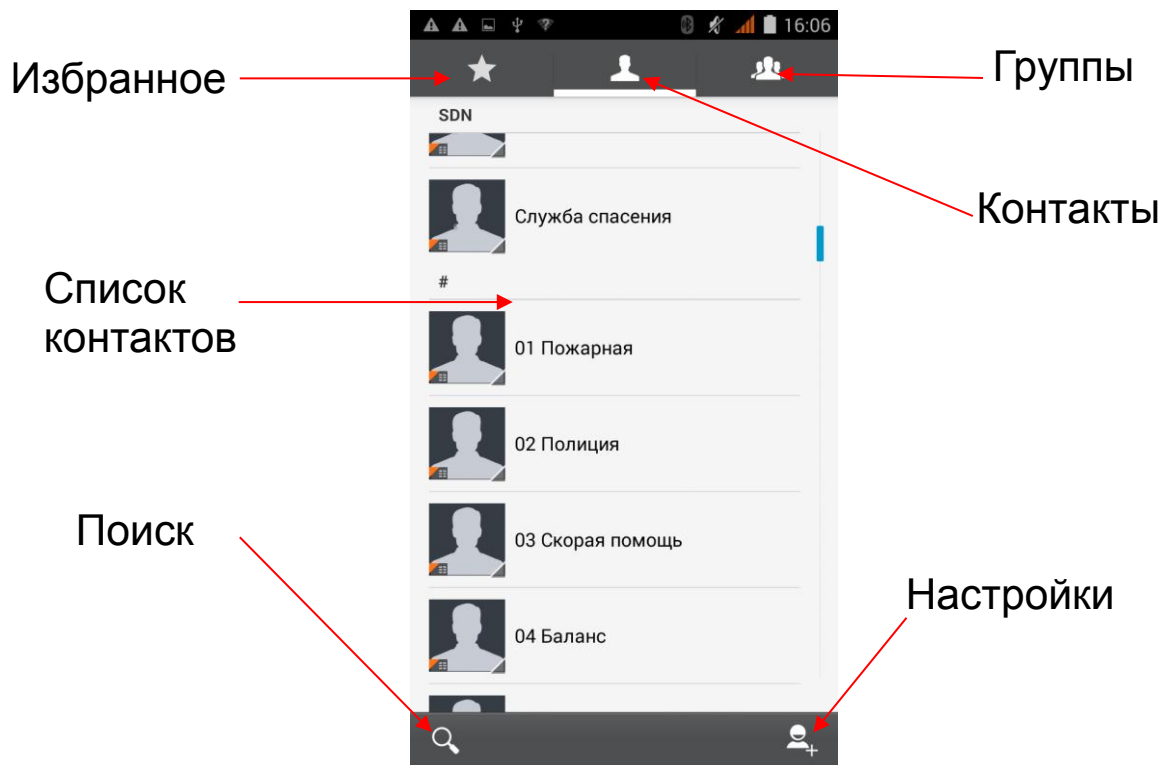 16:06
Избранное
Группы
SDN
Служба спасения
Контакты
#
Список
контактов
01 Пожарная
02 Полиция
Поиск
03 Скорая помощь
Настройки
04 Баланс